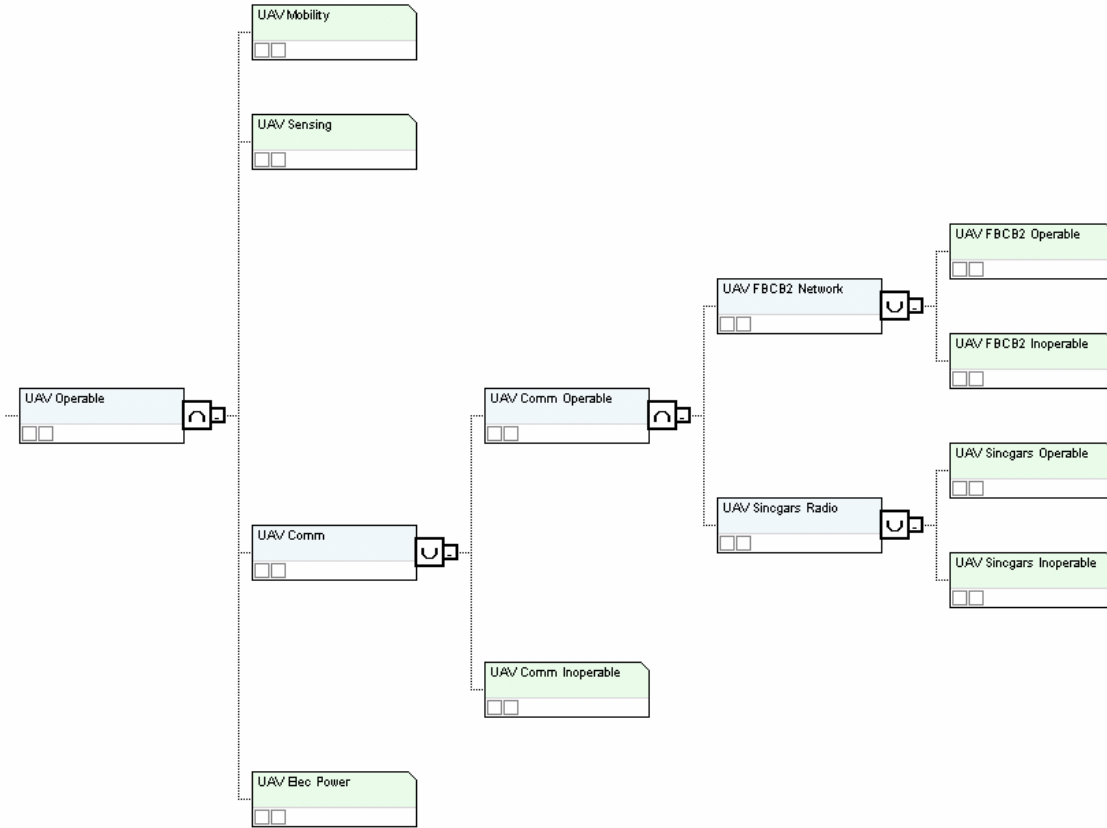 UAV Mobility
UAV Sensing
UAV FBCB2 Operable
UAV FBCB2 Network
UAV FBCB2 Inoperable
UAV Operable
UAV Comm Operable
UAV Sincgars Operable
UAV Sincgars Radio
UAV Comm
UAV Sincgars Inoperable
UAV Comm Inoperable
UAV Elec Power